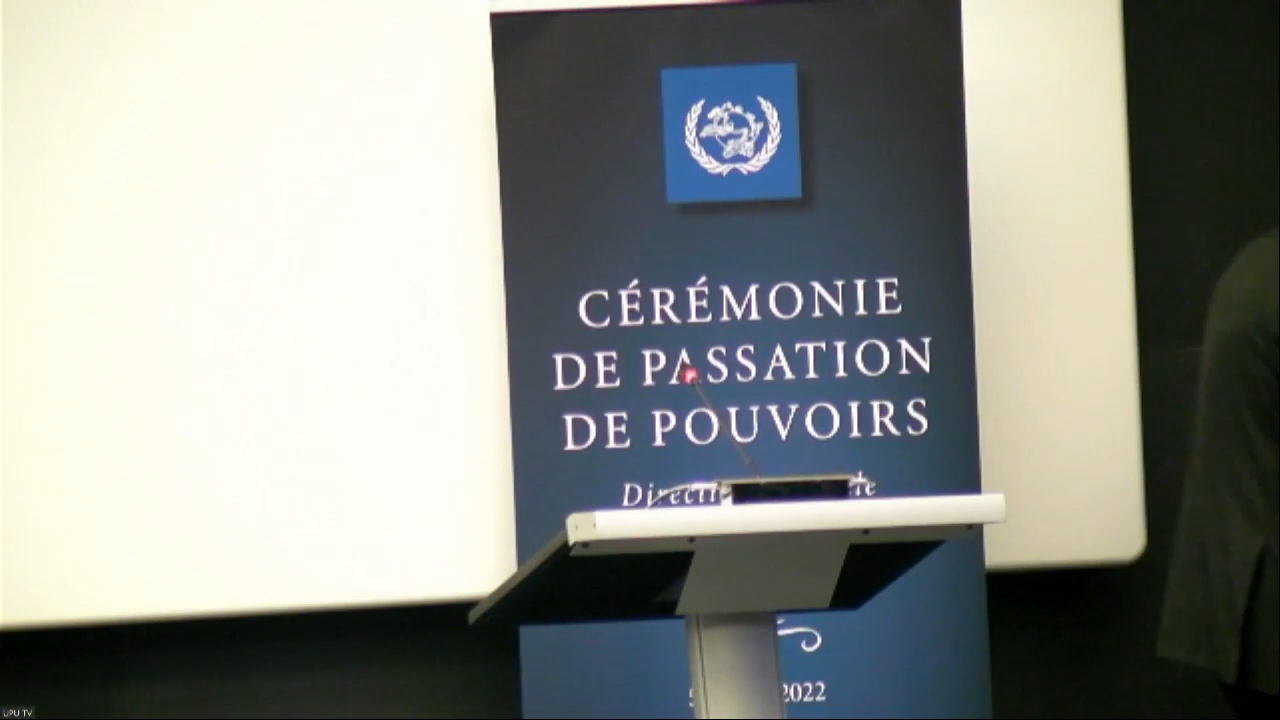 CÉRÉMONIE
DE PASSATION
DE POUVOIRS
2022
UPU TV